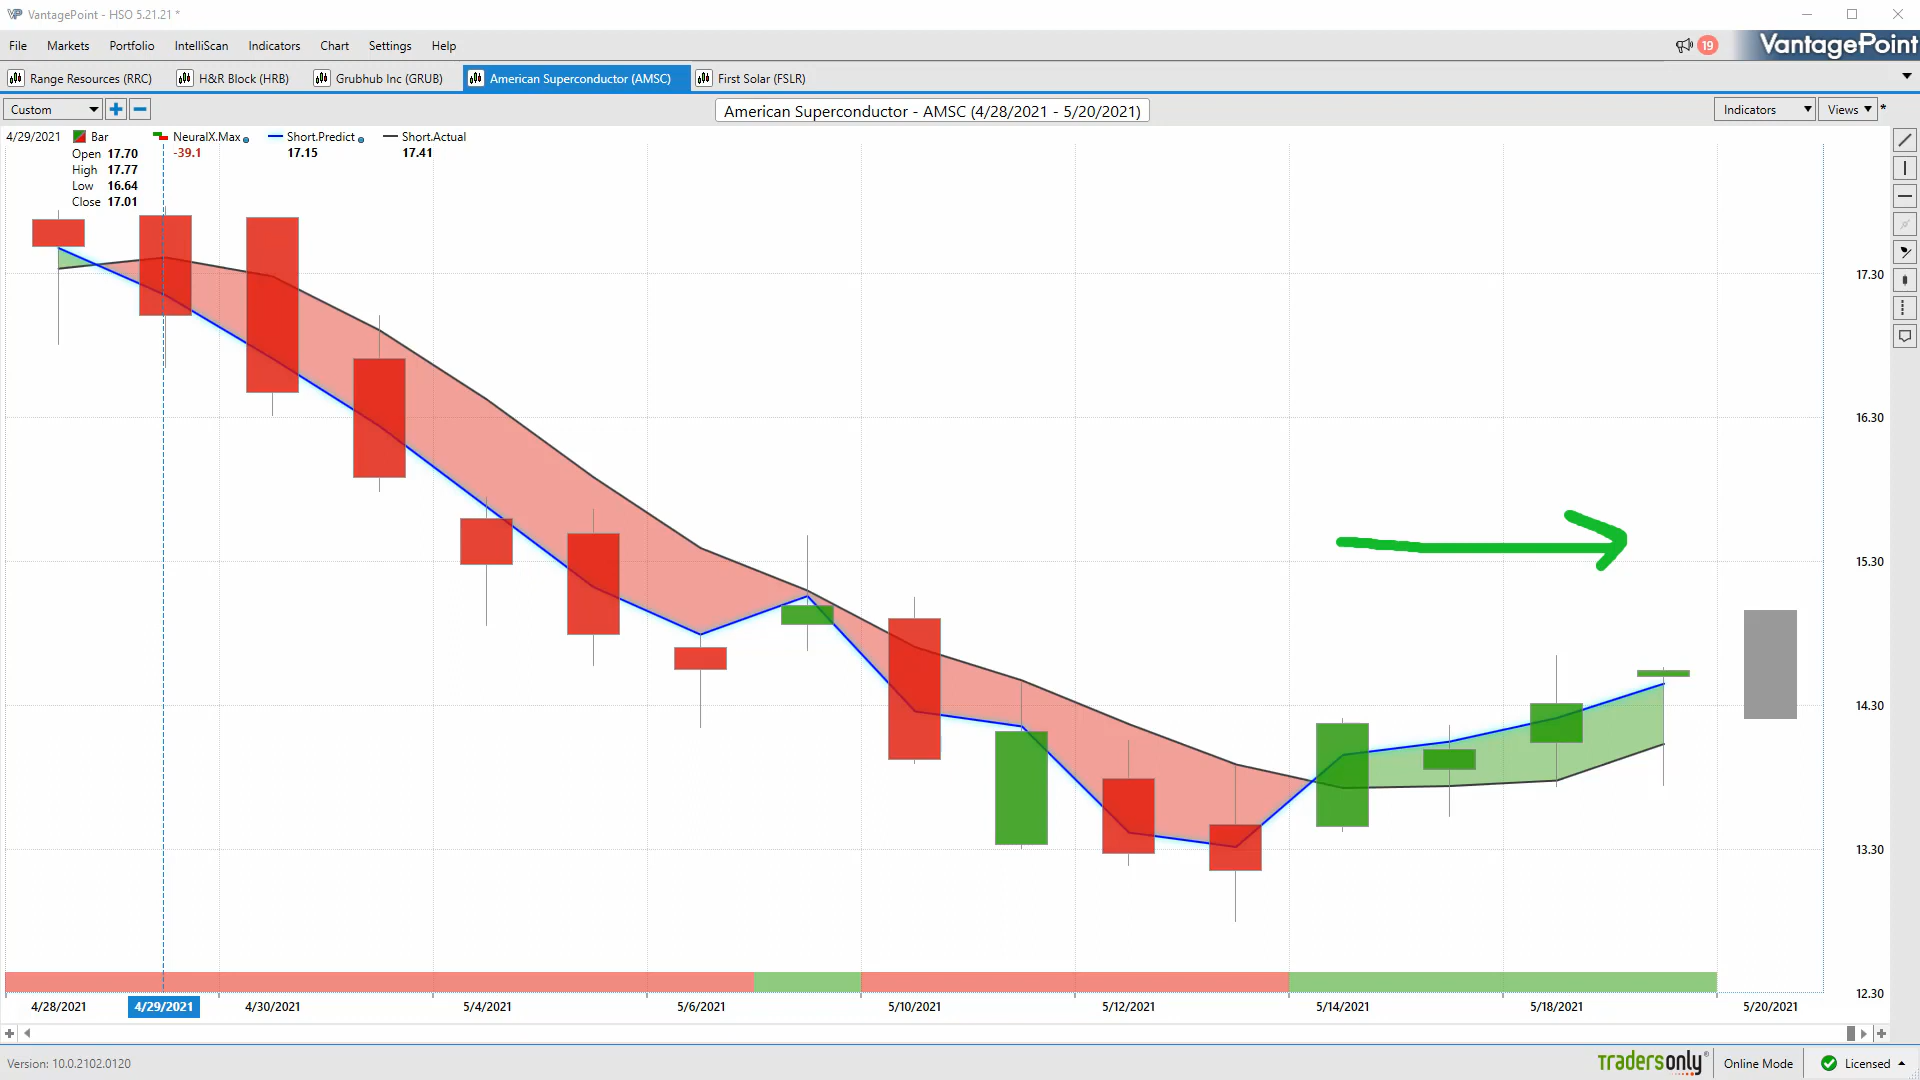 VantagePoint - HSO 5.21.21 *
File Markets Portfolio IntelliScan Indicators Chart Settings Help
19
VantagePoint
Range Resources (RRC) H&R Block (HRB) Grubhub Inc (GRUB) American Superconductor (AMSC) First Solar (FSLR)
Custom
American Superconductor - AMSC (4/28/2021 - 5/20/2021)
Indicators Views *
4/29/2021 Bar NeuralX.Max Short.Predict Short.Actual
Open 17.70 -39.1 17.15 17.41
High 17.77
Low 16.64
Close 17.01
17.30
16.30
15.30
14.30
13.30
12.30
4/28/2021 4/29/2021 4/30/2021 5/4/2021 5/6/2021 5/10/2021 5/12/2021 5/14/2021 5/18/2021 5/20/2021
Version: 10.0.2102.0120
TRADERSonly Online Mode Licensed